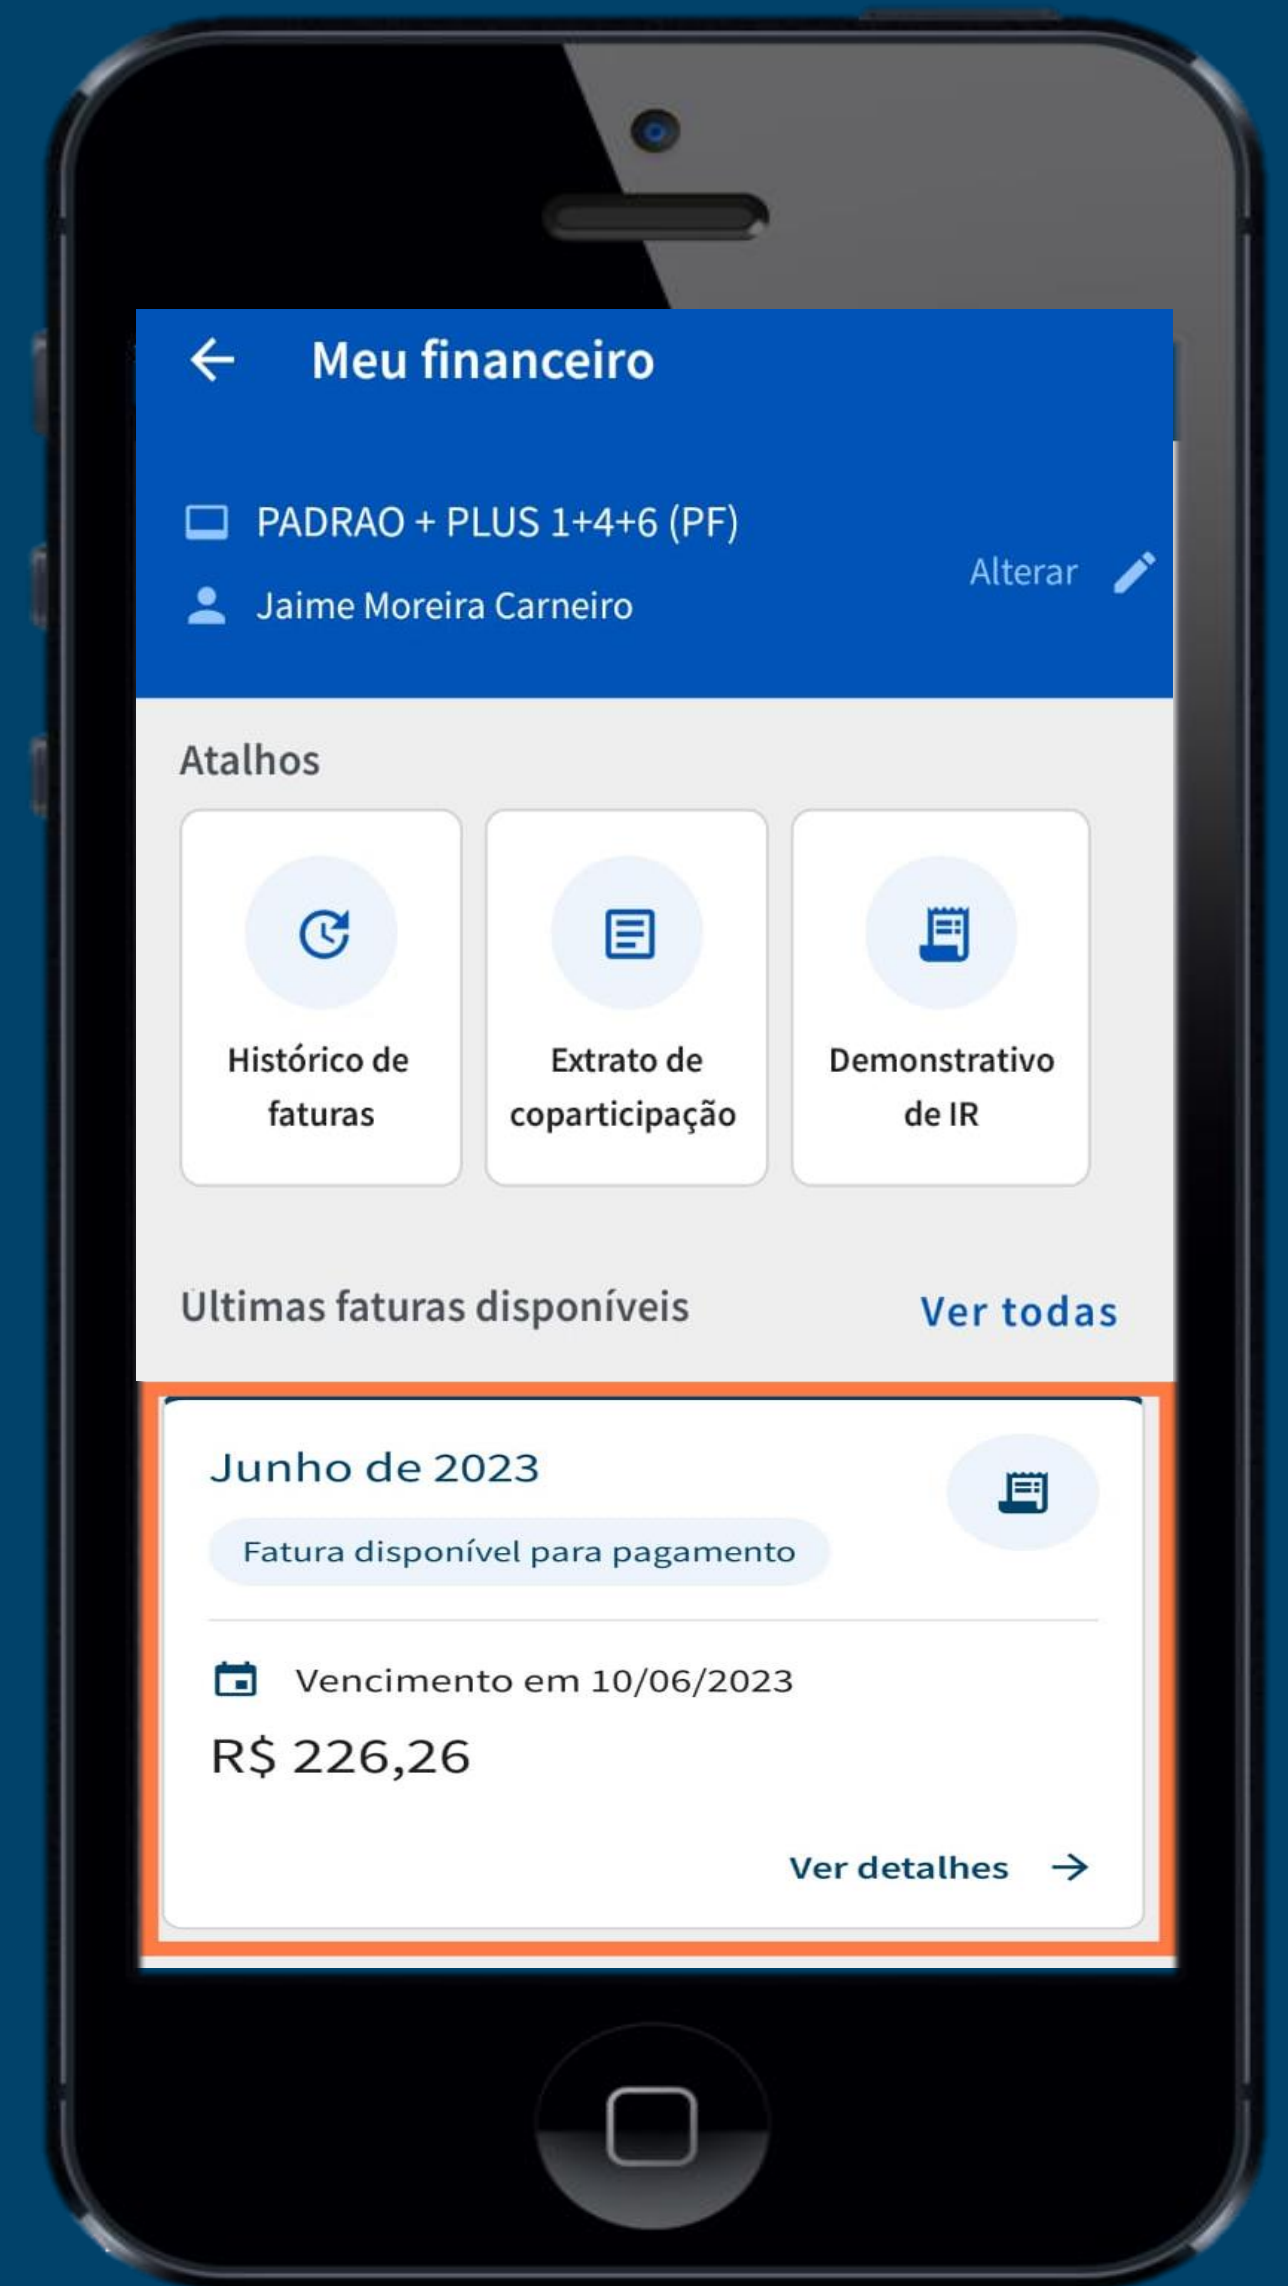 Meu financeiro
PADRAO + PLUS 1+4+6 (PF)
Alterar
Jaime Moreira Carneiro
Atalhos
Histórico de
faturas
Extrato de
coparticipação
Demonstrativo
de IR
Últimas faturas disponíveis
Ver todas
Junho de 2023
Fatura disponível para pagamento
Vencimento em 10/06/2023
R$ 226,26
Ver detalhes